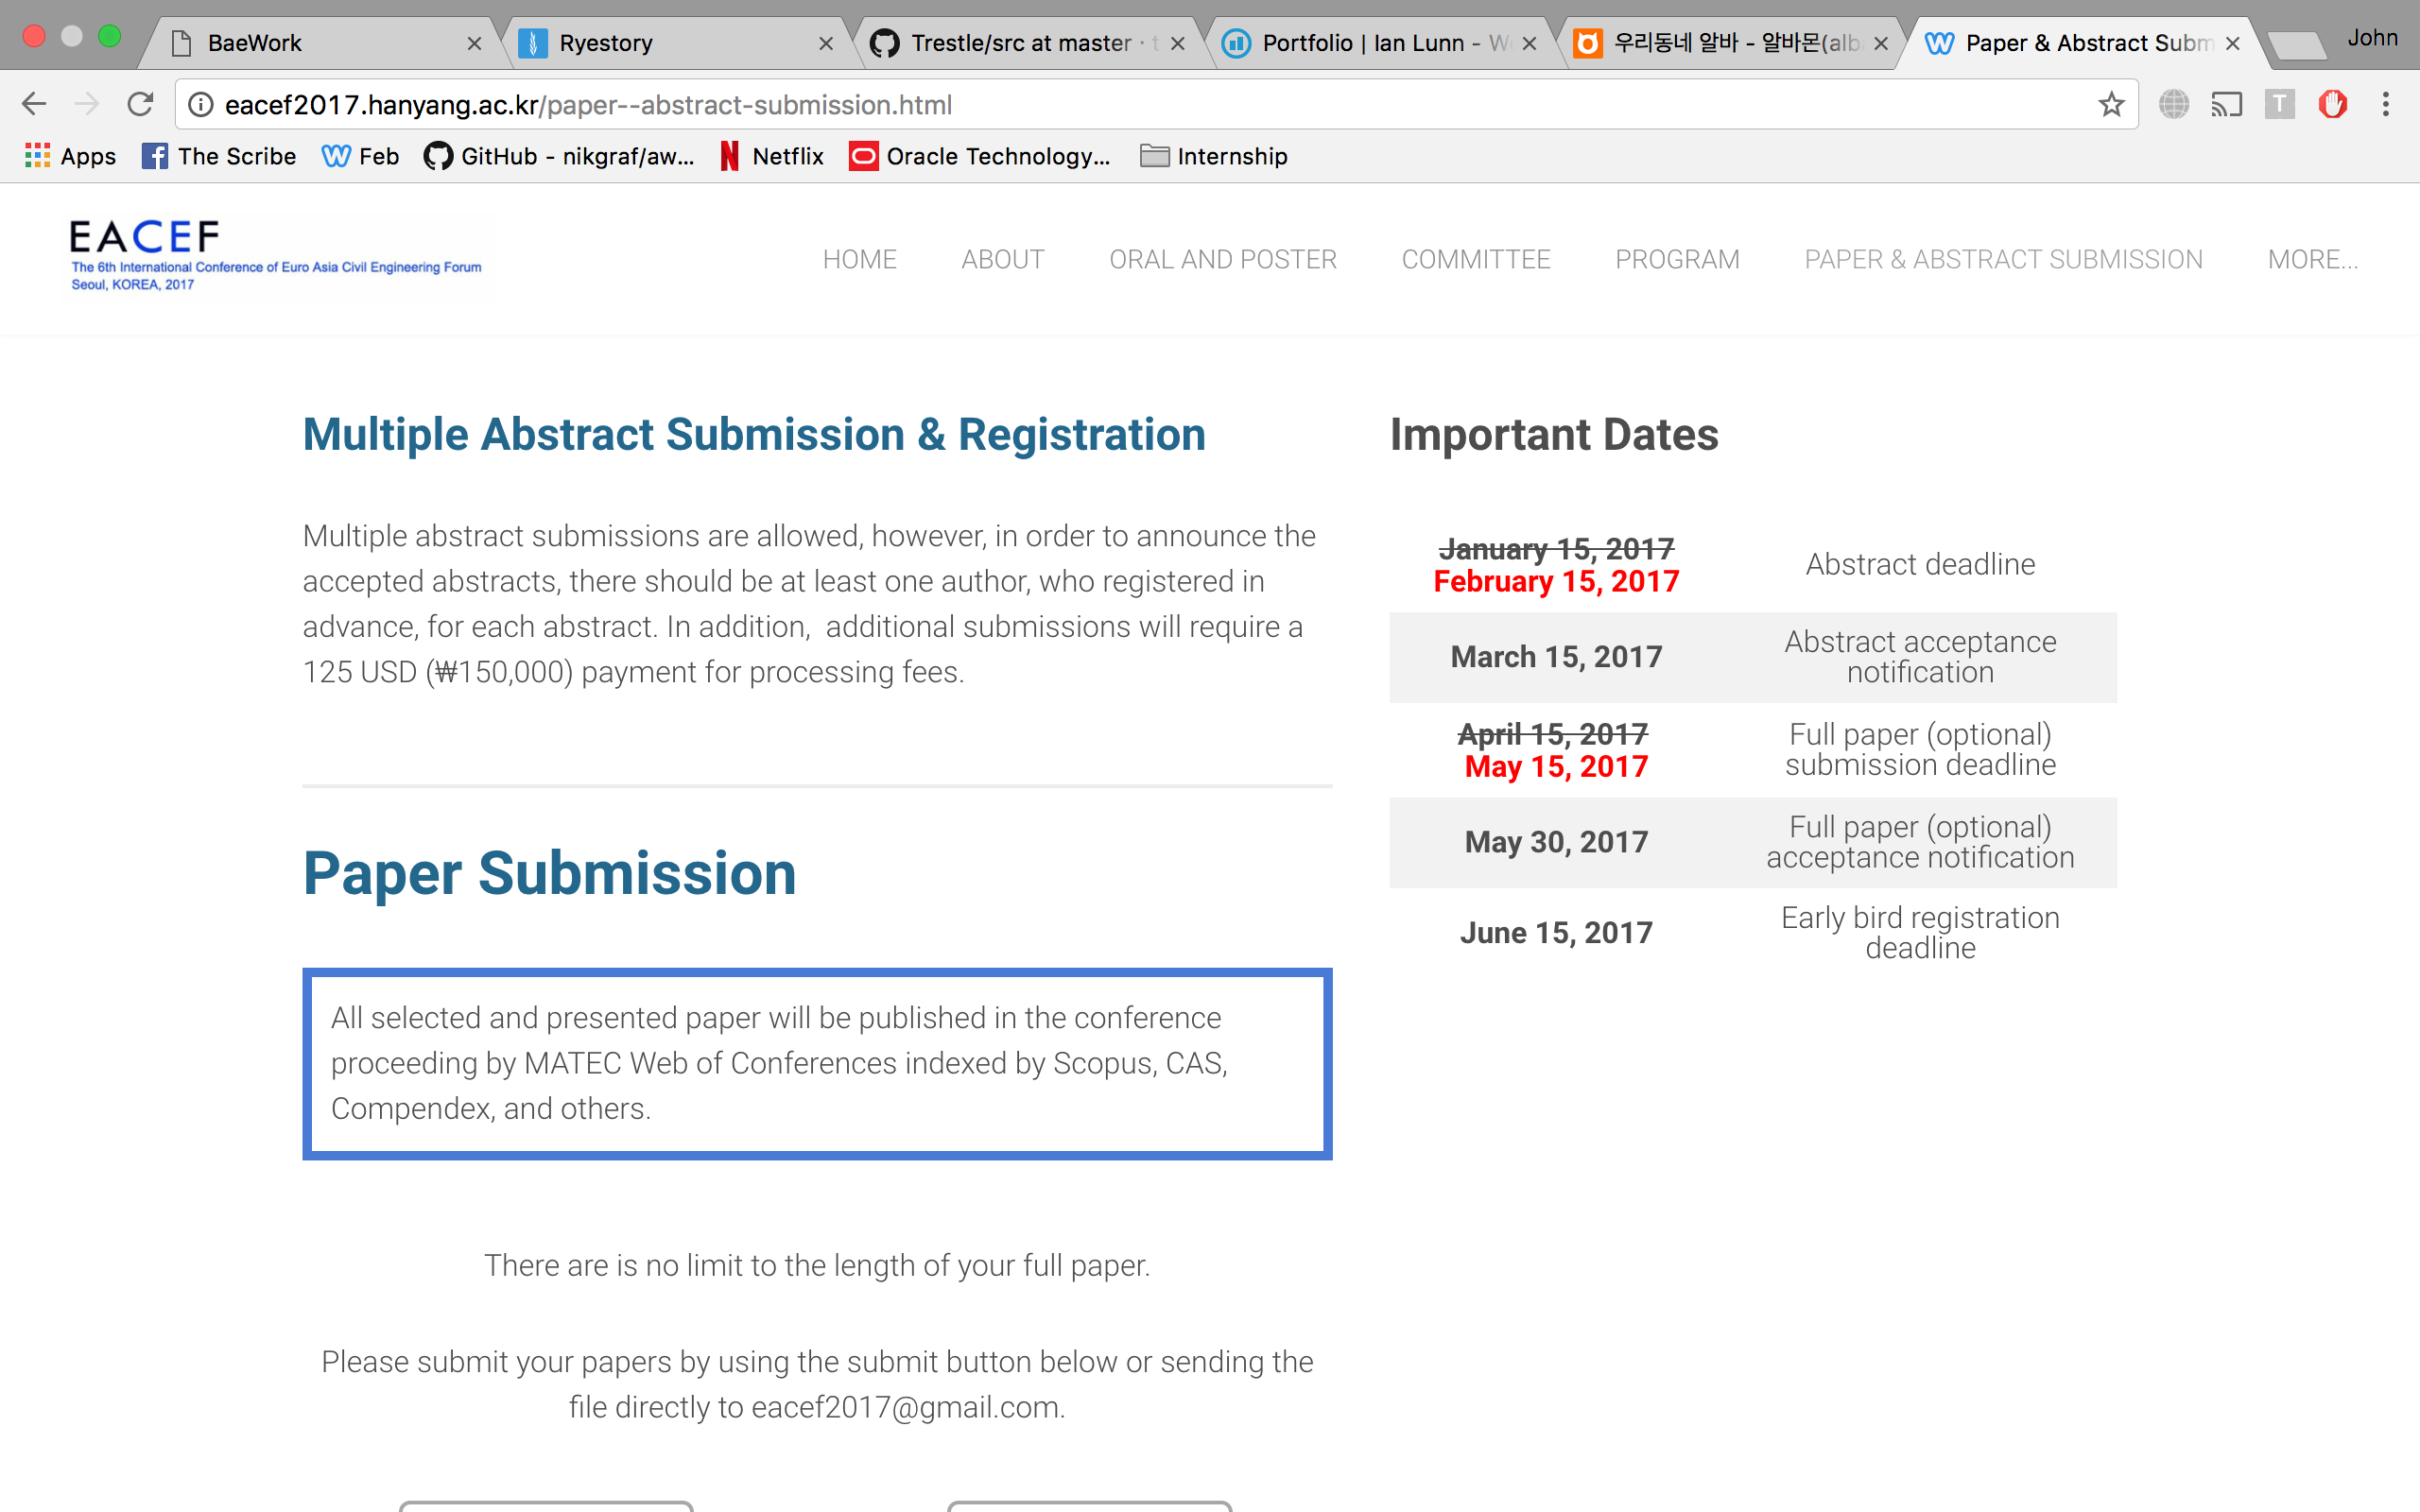 BaeWork
Ryestory
Trestle/src at master · t
Portfolio | Ian Lunn - W
우리동네 알바 - 알바몬(alb
Paper & Abstract Subm
John
eacef2017.hanyang.ac.kr/paper--abstract-submission.html
T
Apps
The Scribe
Feb
GitHub - nikgraf/aw...
Netflix
Oracle Technology...
Internship
EACEF
The 6th International Conference of Euro Asia Civil Engineering Forum
Seoul, KOREA, 2017
HOME
ABOUT
ORAL AND POSTER
COMMITTEE
PROGRAM
PAPER & ABSTRACT SUBMISSION
MORE...
Multiple Abstract Submission & Registration
Multiple abstract submissions are allowed, however, in order to announce the
accepted abstracts, there should be at least one author, who registered in
advance, for each abstract. In addition,  additional submissions will require a
125 USD (₩150,000) payment for processing fees.
Paper Submission
All selected and presented paper will be published in the conference
proceeding by MATEC Web of Conferences indexed by Scopus, CAS,
Compendex, and others.
There are is no limit to the length of your full paper.
Please submit your papers by using the submit button below or sending the
file directly to eacef2017@gmail.com.
Important Dates
January 15, 2017
February 15, 2017
Abstract deadline
March 15, 2017
Abstract acceptance
notification
April 15, 2017
May 15, 2017
Full paper (optional)
submission deadline
May 30, 2017
Full paper (optional)
acceptance notification
June 15, 2017
Early bird registration
deadline